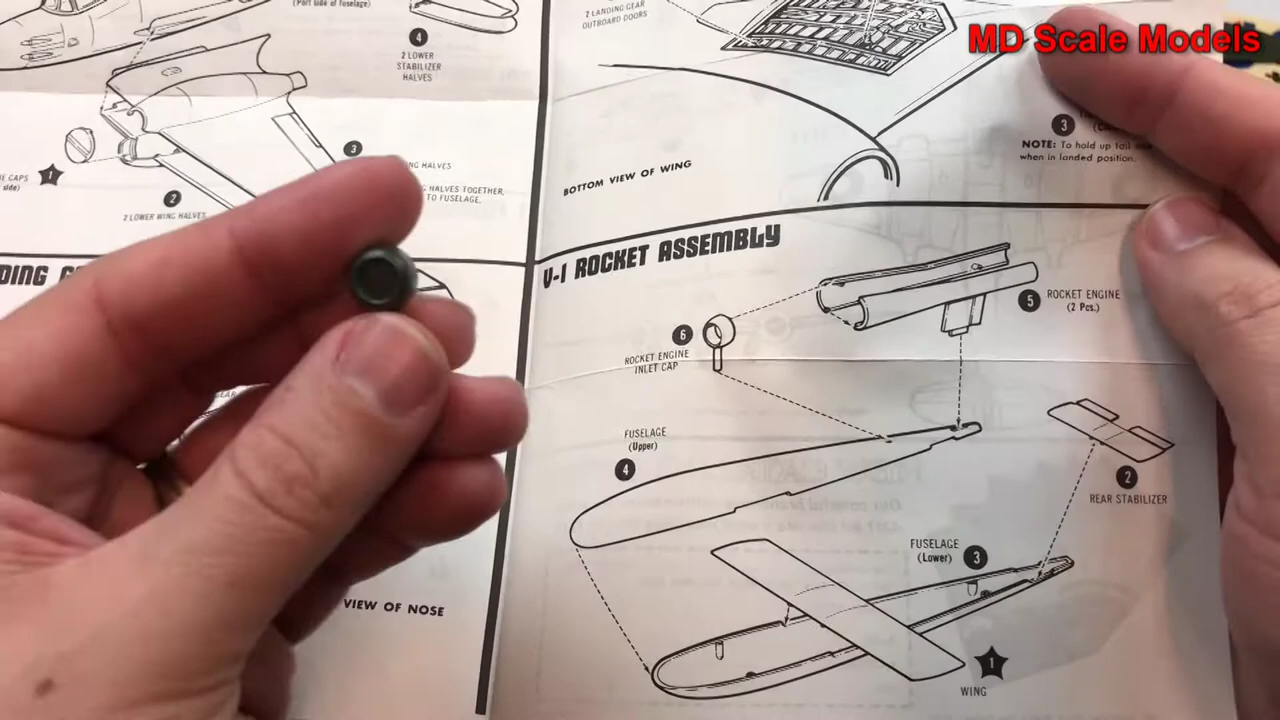 MD Scale Models
(Port side of fuselage)
4
2 LOWER
STABILIZER
HALVES
1
2
2 LOWER WING HALVES
3
HALVES
HALVES TOGETHER,
TO FUSELAGE.
2 LANDING GEAR
OUTBOARD DOORS
BOTTOM VIEW OF WING
3
NOTE: To hold up tail
when in landed position.
V-1 ROCKET ASSEMBLY
5
ROCKET ENGINE
(2 Pcs.)
6
ROCKET ENGINE
INLET CAP
FUSELAGE
(Upper)
4
2
REAR STABILIZER
FUSELAGE
(Lower)
3
1
WING
VIEW OF NOSE